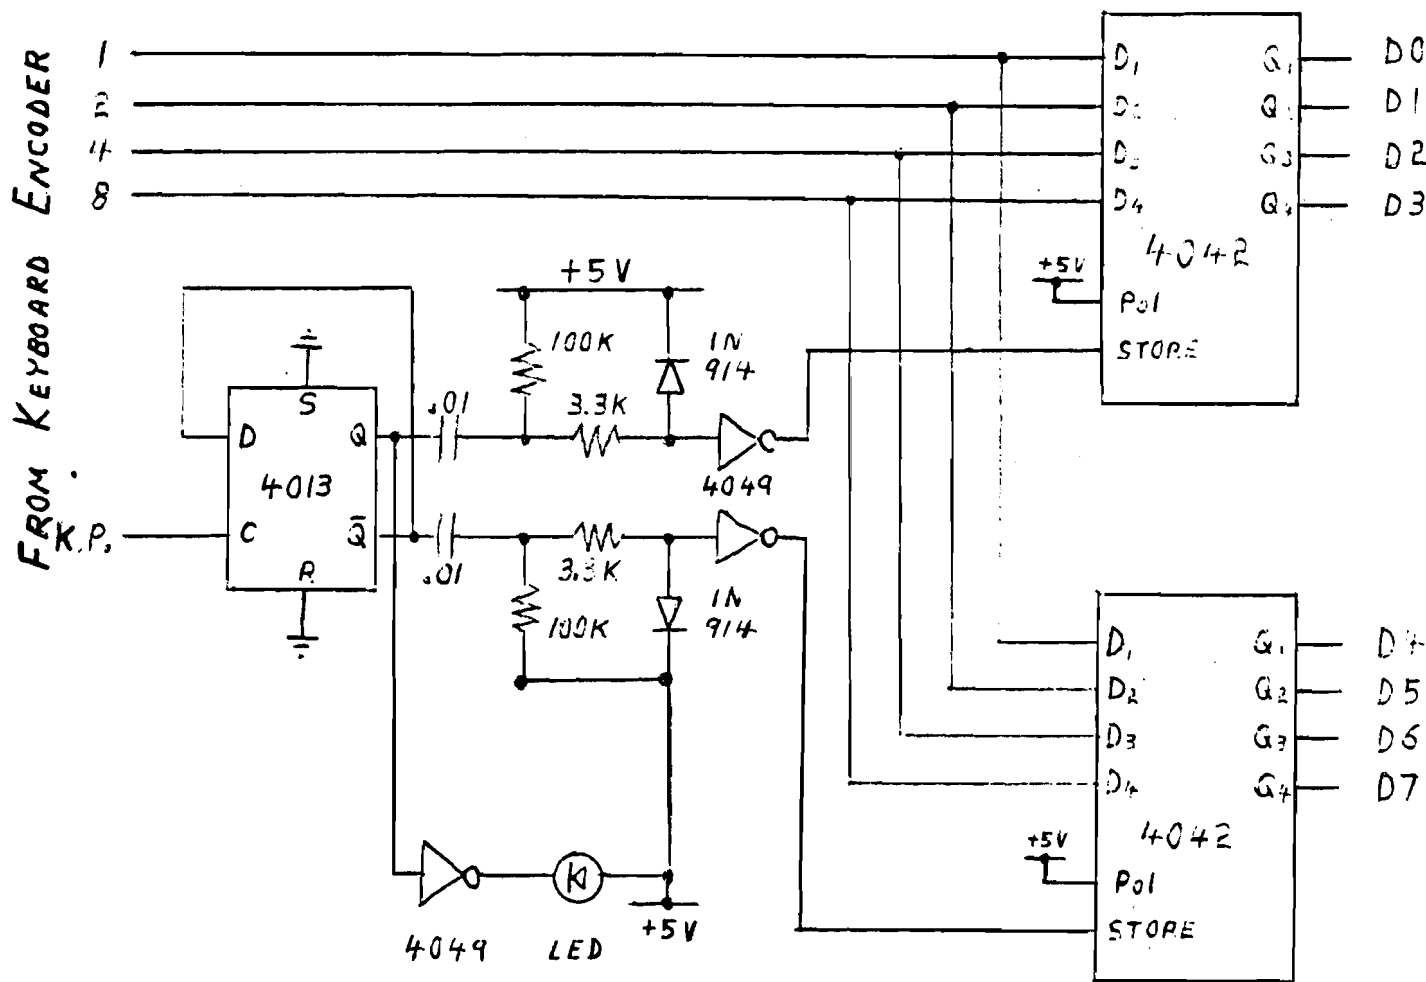 FROM KEYBOARD ENCODER
1
2
4
8
K.P.
D1 Q1 D0
D2 Q2 D1
D3 Q3 D2
D4 Q4 D3
4042
+5V
Pol
STORE
+5V
100K
1N
914
S
.01
3.3K
D Q
4013
4049
C Q̄
R
.01
3.3K
100K
1N
914
D1 Q1 D4
D2 Q2 D5
D3 Q3 D6
D4 Q4 D7
4042
+5V
Pol
STORE
4049
LED
+5V